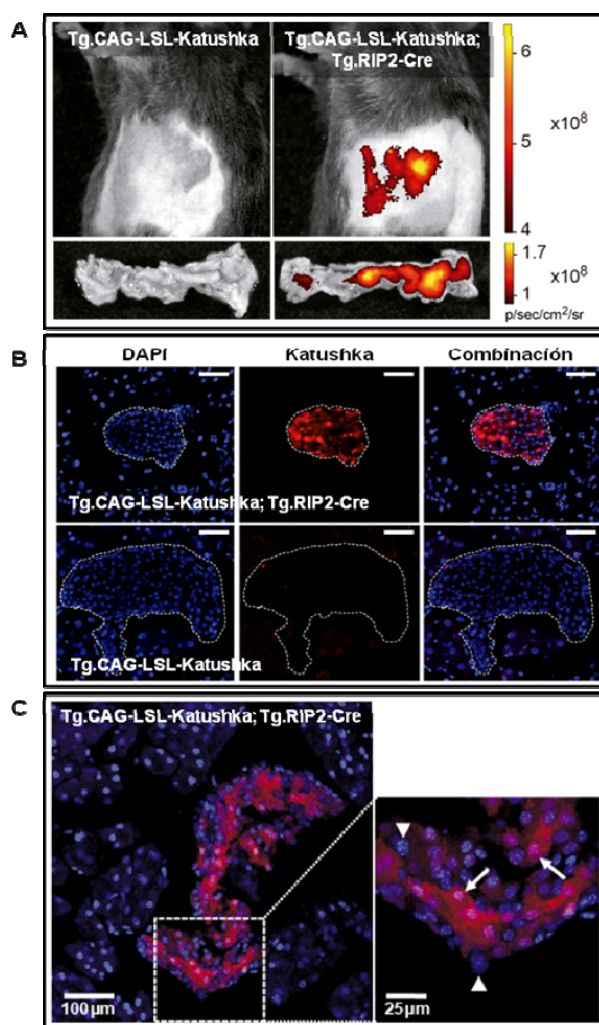 A
Tg.CAG-LSL-Katushka
Tg.CAG-LSL-Katushka;
Tg.RIP2-Cre
6
5
4
x10⁸
1.7
1
x10⁸
p/sec/cm²/sr
B
DAPI
Katushka
Combinación
Tg.CAG-LSL-Katushka; Tg.RIP2-Cre
Tg.CAG-LSL-Katushka
C
Tg.CAG-LSL-Katushka; Tg.RIP2-Cre
100µm
25µm